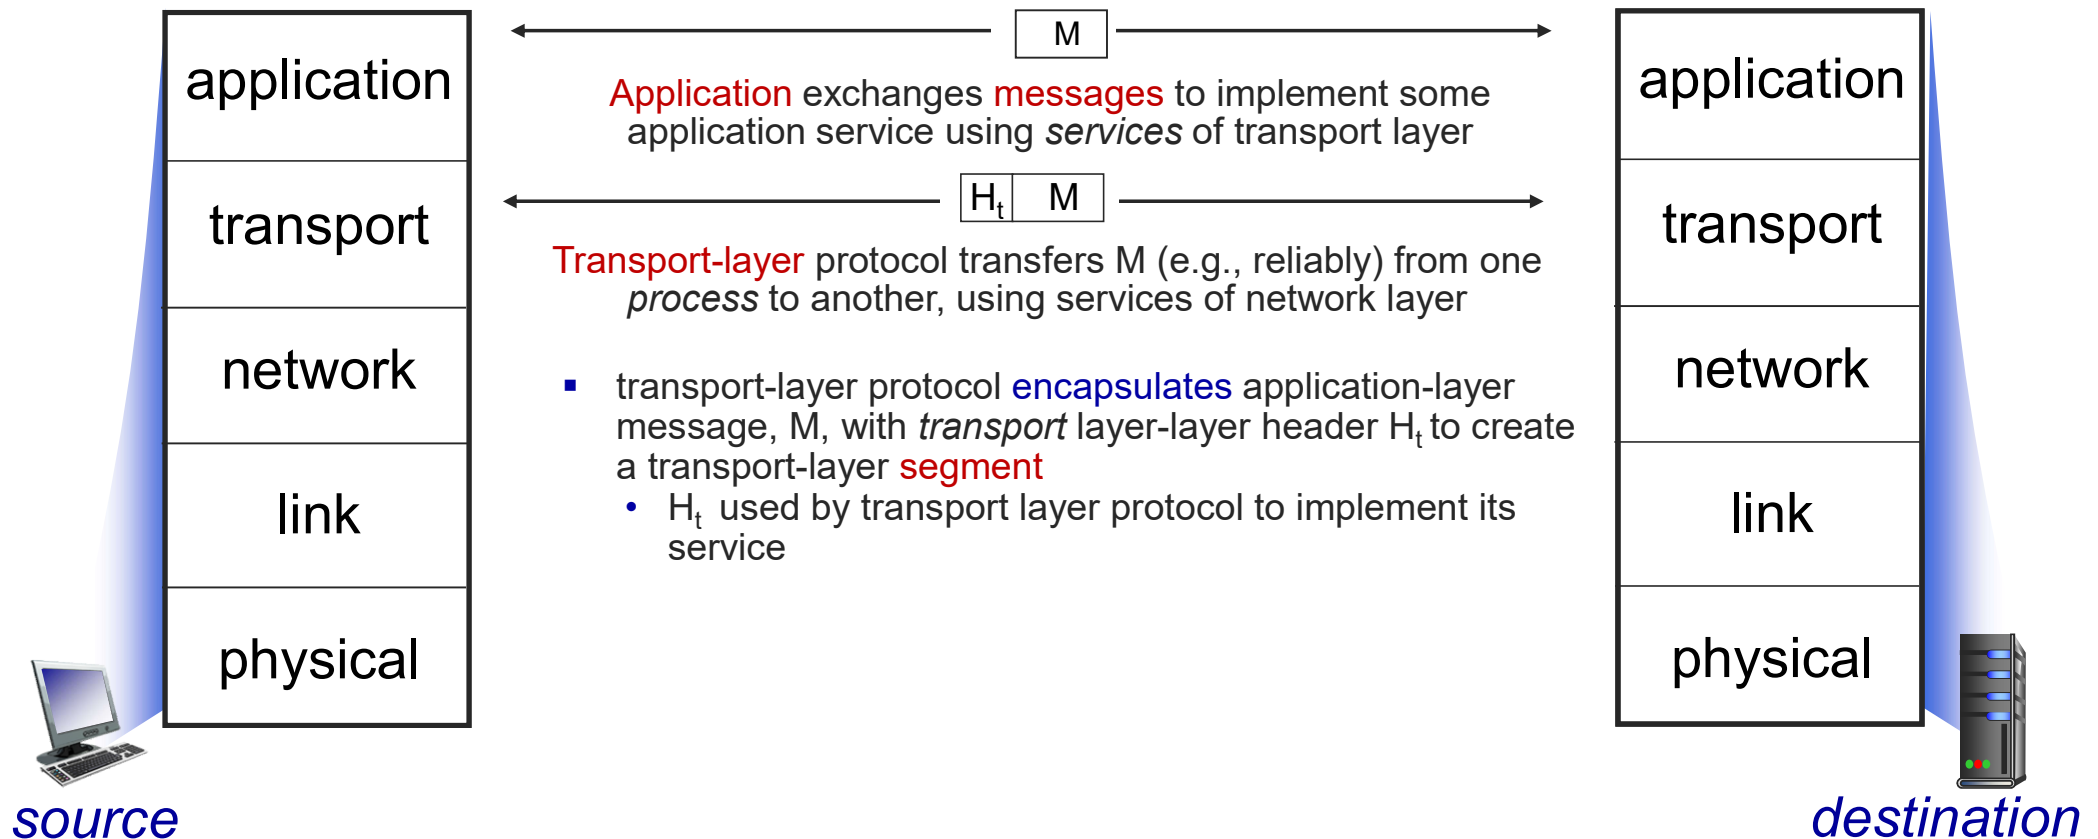 application
transport
network
link
physical
source
M
Application exchanges messages to implement some
application service using services of transport layer
Ht M
Transport-layer protocol transfers M (e.g., reliably) from one
process to another, using services of network layer
▪ transport-layer protocol encapsulates application-layer
message, M, with transport layer-layer header Ht to create
a transport-layer segment
• Ht used by transport layer protocol to implement its
service
application
transport
network
link
physical
destination